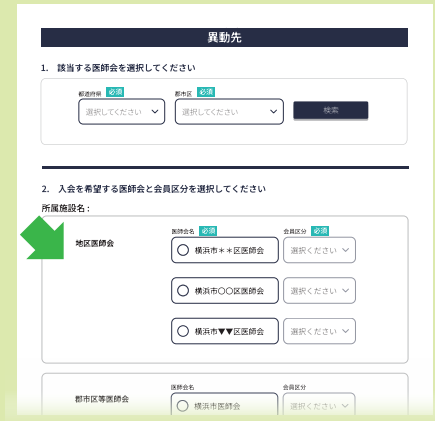 異動先
1. 該当する医師会を選択してください
都道府県 必須
郡市区 必須
選択してください
選択してください
検索
2. 入会を希望する医師会と会員区分を選択してください
所属施設名：
地区医師会
医師会名 必須
会員区分 必須
横浜市＊＊区医師会
選択ください
横浜市〇〇区医師会
選択ください
横浜市▼▼区医師会
選択ください
郡市区等医師会
医師会名
会員区分
横浜市医師会
選択ください